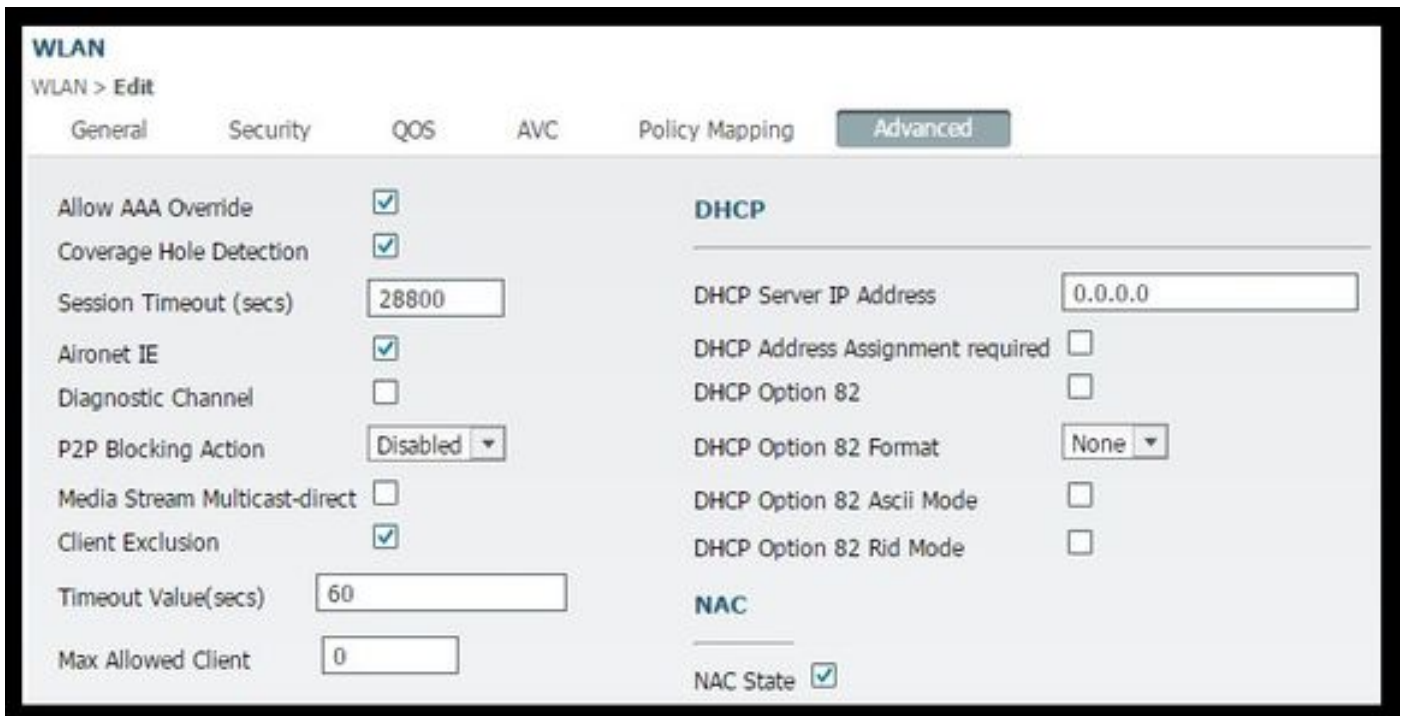 WLAN
WLAN > Edit
General Security QOS AVC Policy Mapping Advanced
Allow AAA Override
Coverage Hole Detection
Session Timeout (secs) 28800
Aironet IE
Diagnostic Channel
P2P Blocking Action Disabled
Media Stream Multicast-direct
Client Exclusion
Timeout Value(secs) 60
Max Allowed Client 0
DHCP
DHCP Server IP Address 0.0.0.0
DHCP Address Assignment required
DHCP Option 82
DHCP Option 82 Format None
DHCP Option 82 Ascii Mode
DHCP Option 82 Rid Mode
NAC
NAC State